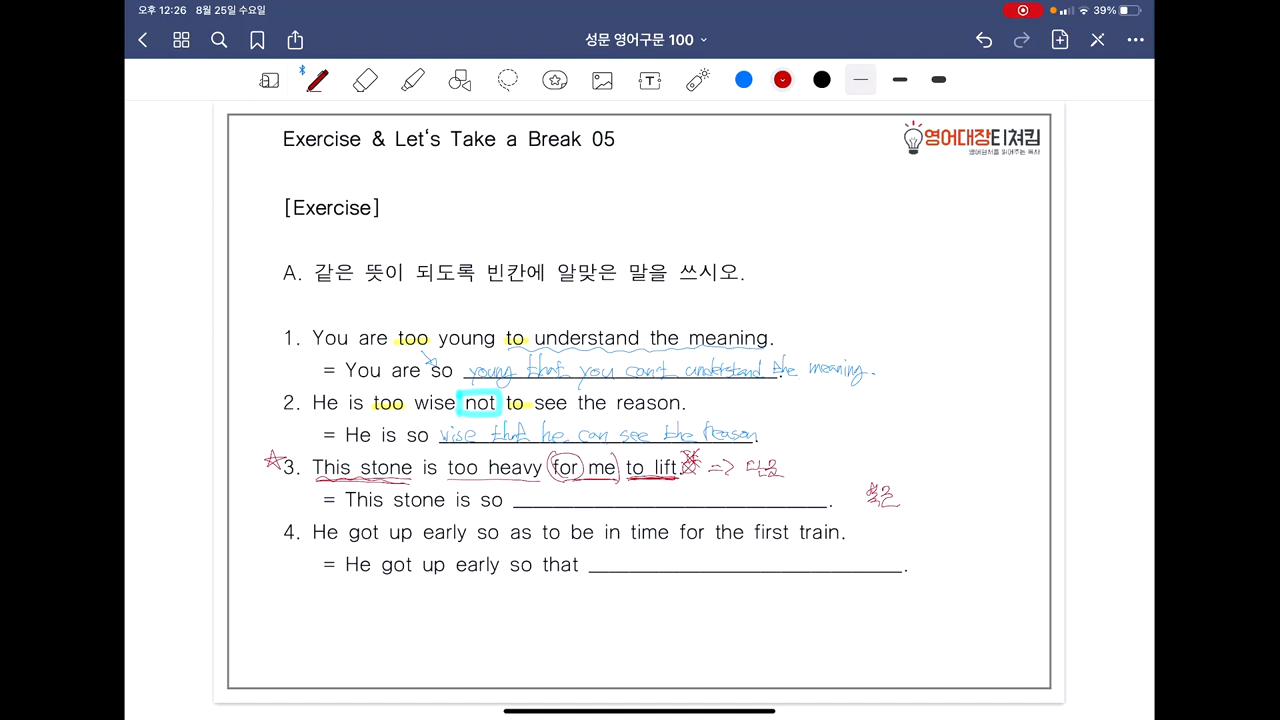 오후 12:26 8월 25일 수요일 39%
성문 영어구문 100
Exercise & Let's Take a Break 05
영어대장티쳐킴
[Exercise]
A. 같은 뜻이 되도록 빈칸에 알맞은 말을 쓰시오.
1. You are too young to understand the meaning.
= You are so young that you can't understand the meaning.
2. He is too wise not to see the reason.
= He is so wise that he can see the reason.
3. This stone is too heavy for me to lift. => 단문
= This stone is so ______. 복문
4. He got up early so as to be in time for the first train.
= He got up early so that ______.